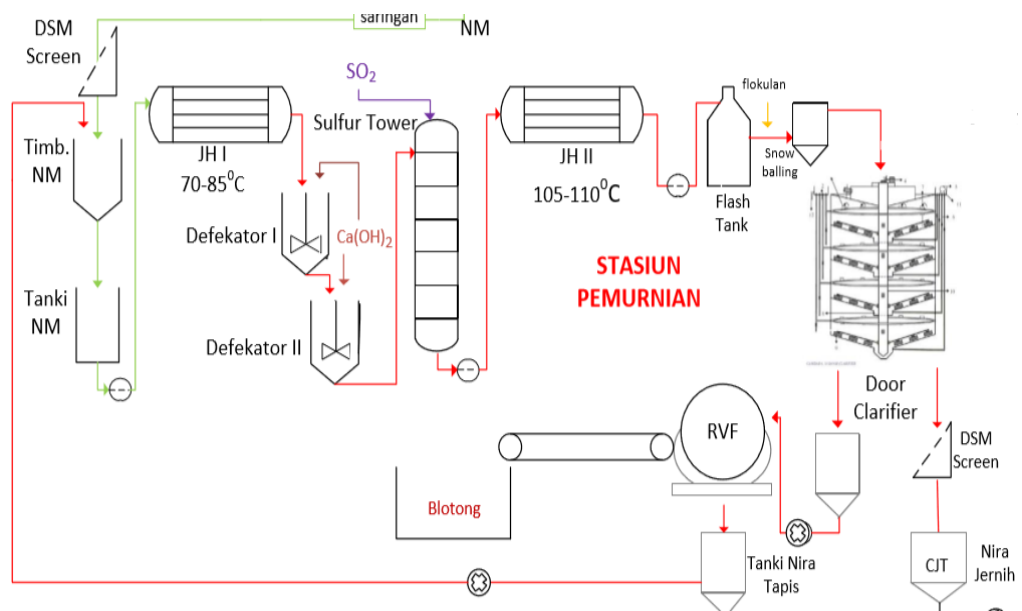 saringan
NM
DSM
Screen
SO₂
flokulan
Sulfur Tower
Timb.
NM
JH I
70-85⁰C
JH II
105-110⁰C
Snow
balling
Flash
Tank
Defekator I
Ca(OH)₂
STASIUN
PEMURNIAN
Tanki
NM
Defekator II
Door
Clarifier
RVF
DSM
Screen
Blotong
Tanki Nira
Tapis
CJT
Nira
Jernih